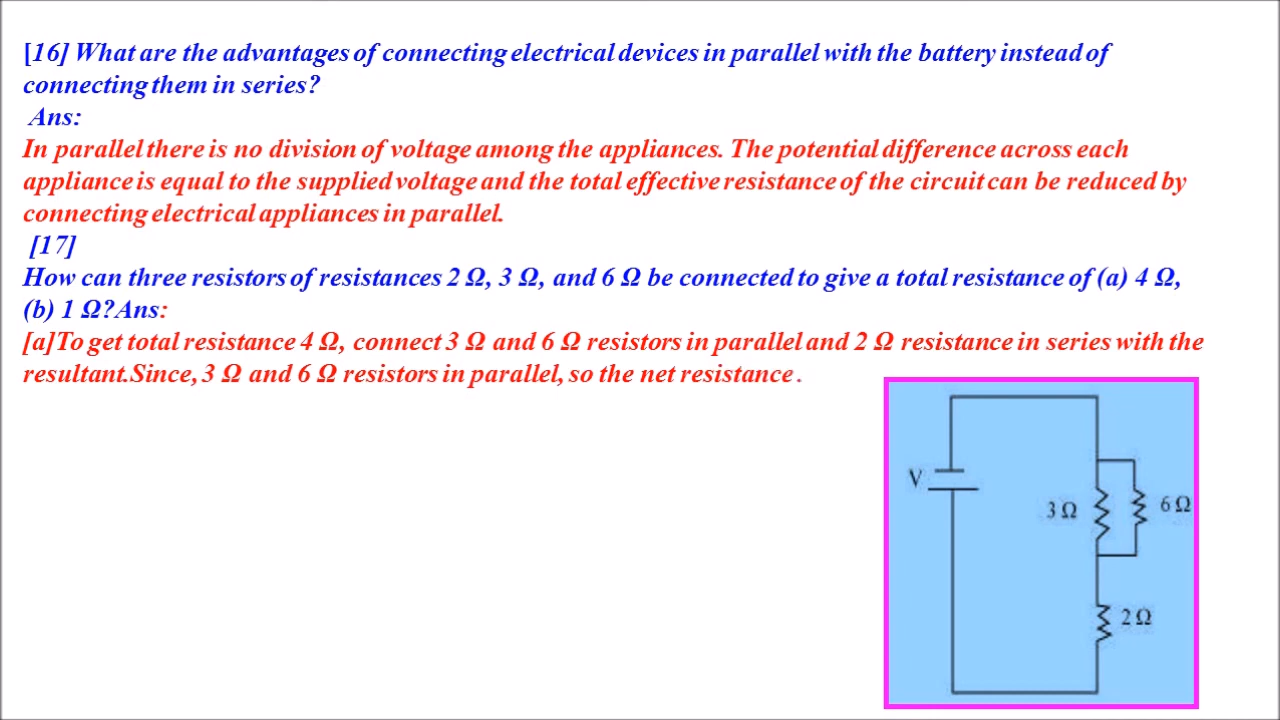 [16] What are the advantages of connecting electrical devices in parallel with the battery instead of
connecting them in series?
Ans:
In parallel there is no division of voltage among the appliances. The potential difference across each
appliance is equal to the supplied voltage and the total effective resistance of the circuit can be reduced by
connecting electrical appliances in parallel.
[17]
How can three resistors of resistances 2 Ω, 3 Ω, and 6 Ω be connected to give a total resistance of (a) 4 Ω,
(b) 1 Ω?Ans:
[a]To get total resistance 4 Ω, connect 3 Ω and 6 Ω resistors in parallel and 2 Ω resistance in series with the
resultant.Since, 3 Ω and 6 Ω resistors in parallel, so the net resistance .
V
3 Ω
6 Ω
2 Ω